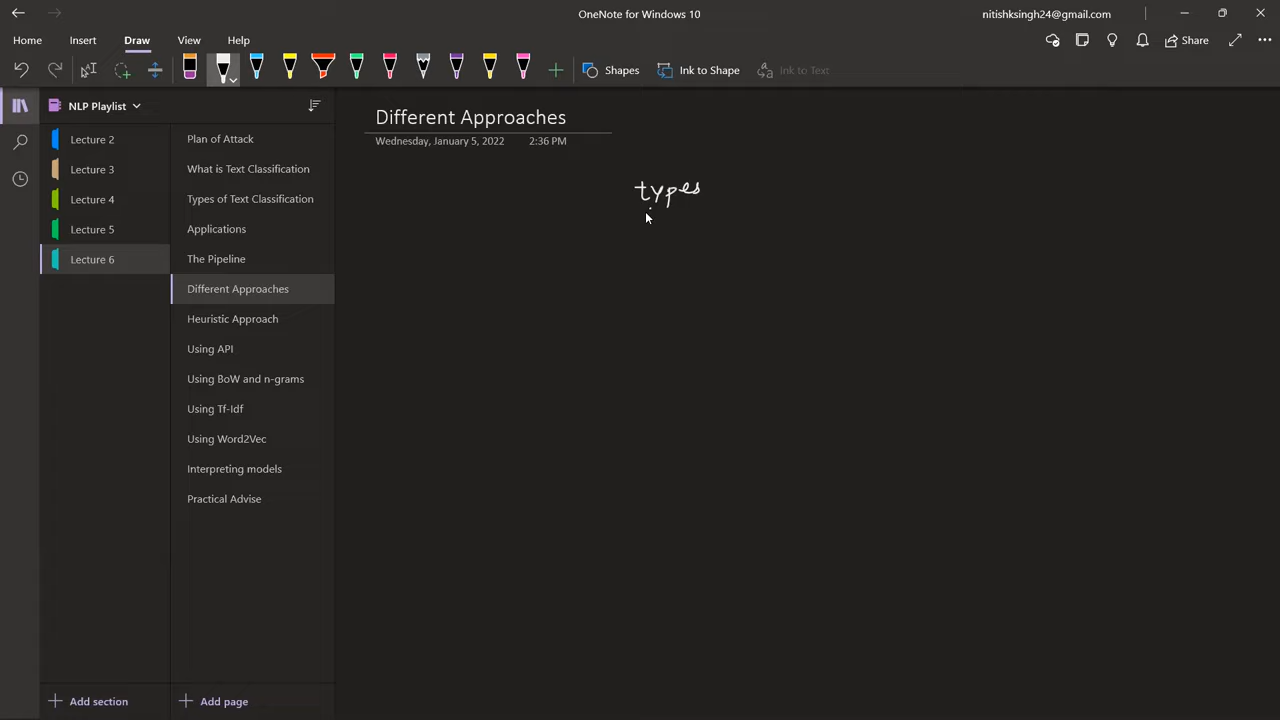 OneNote for Windows 10
nitishksingh24@gmail.com
Home Insert Draw View Help
Share
Shapes Ink to Shape Ink to Text
NLP Playlist
Lecture 2
Lecture 3
Lecture 4
Lecture 5
Lecture 6
Plan of Attack
What is Text Classification
Types of Text Classification
Applications
The Pipeline
Different Approaches
Heuristic Approach
Using API
Using BoW and n-grams
Using Tf-Idf
Using Word2Vec
Interpreting models
Practical Advise
Different Approaches
Wednesday, January 5, 2022 2:36 PM
types
Add section Add page